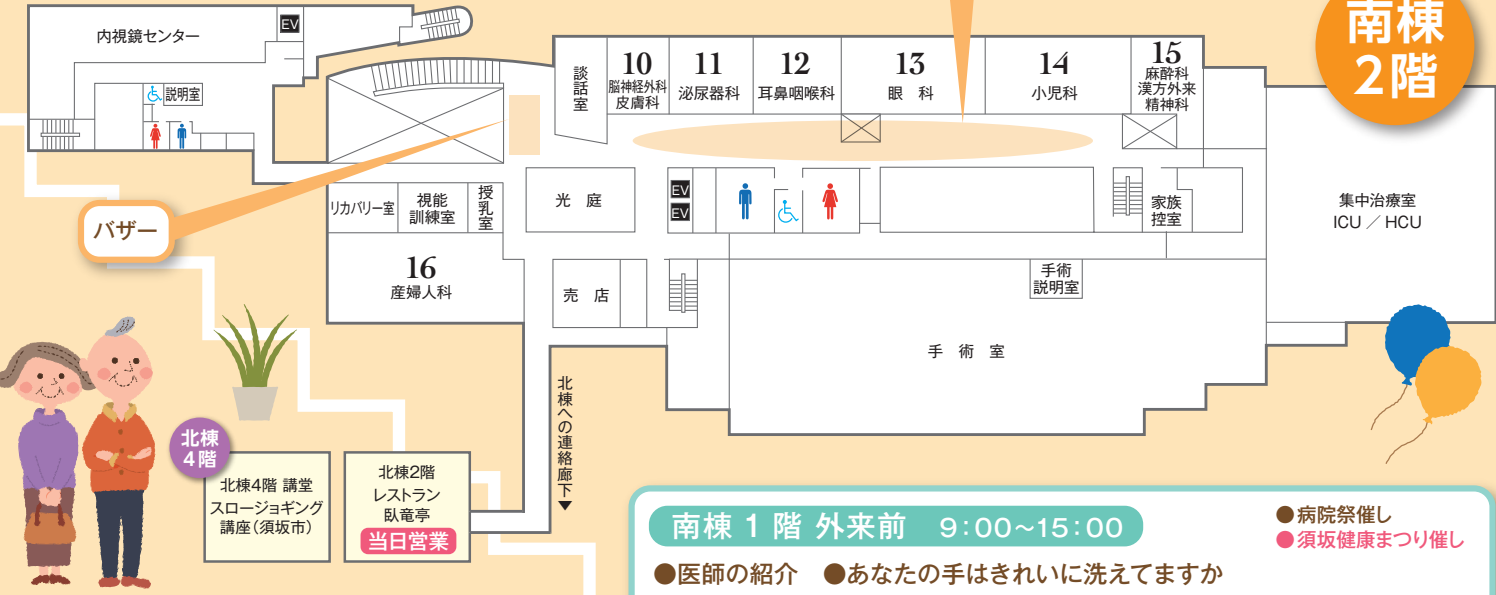 内視鏡センター
EV
説明室
談話室
10
脳神経外科
皮膚科
11
泌尿器科
12
耳鼻咽喉科
13
眼 科
14
小児科
15
麻酔科
漢方外来
精神科
南棟
2階
リカバリー室
視能
訓練室
授乳室
光 庭
EV
EV
家族
控室
集中治療室
ICU / HCU
バザー
16
産婦人科
売 店
手術
説明室
手 術 室
北棟への連絡廊下▼
北棟
4階
北棟4階 講堂
スロージョギング
講座(須坂市)
北棟2階
レストラン
臥竜亭
当日営業
南棟 1 階 外来前 9:00~15:00
●病院祭催し
●須坂健康まつり催し
●医師の紹介 ●あなたの手はきれいに洗えてますか